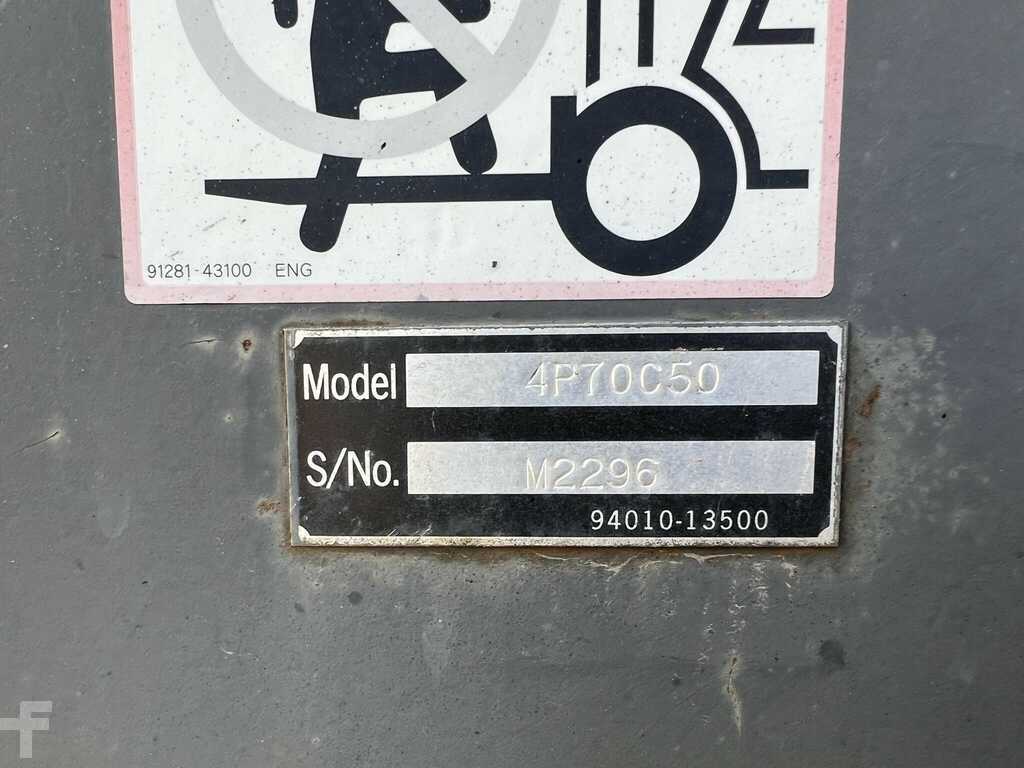 91281-43100 ENG
Model 4P70C50
S/No. M2296
94010-13500
F